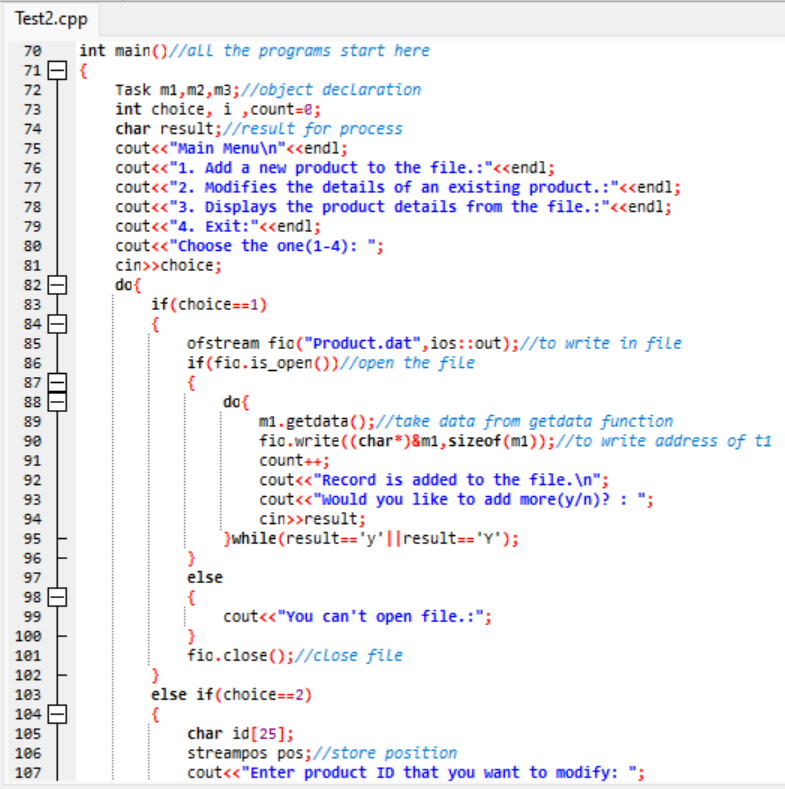 Test2.cpp
70 int main()//all the programs start here
71 {
72 Task m1,m2,m3;//object declaration
73 int choice, i ,count=0;
74 char result;//result for process
75 cout<<"Main Menu\n"<<endl;
76 cout<<"1. Add a new product to the file.:"<<endl;
77 cout<<"2. Modifies the details of an existing product.:"<<endl;
78 cout<<"3. Displays the product details from the file.:"<<endl;
79 cout<<"4. Exit:"<<endl;
80 cout<<"Choose the one(1-4): ";
81 cin>>choice;
82 do{
83 if(choice==1)
84 {
85 ofstream fio("Product.dat",ios::out);//to write in file
86 if(fio.is_open())//open the file
87 {
88 do{
89 m1.getdata();//take data from getdata function
90 fio.write((char*)&m1,sizeof(m1));//to write address of t1
91 count++;
92 cout<<"Record is added to the file.\n";
93 cout<<"Would you like to add more(y/n)? : ";
94 cin>>result;
95 }while(result=='y'||result=='Y');
96 }
97 else
98 {
99 cout<<"You can't open file.:";
100 }
101 fio.close();//close file
102 }
103 else if(choice==2)
104 {
105 char id[25];
106 streampos pos;//store position
107 cout<<"Enter product ID that you want to modify: ";